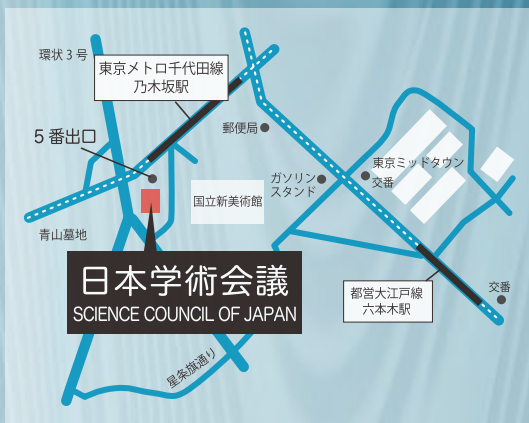 環状3号
東京メトロ千代田線
乃木坂駅
5番出口
郵便局
ガソリン
スタンド
東京ミッドタウン
交番
国立新美術館
青山墓地
日本学術会議
SCIENCE COUNCIL OF JAPAN
都営大江戸線
六本木駅
交番
星条旗通り